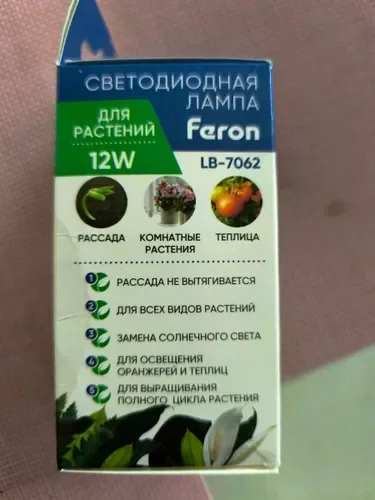 СВЕТОДИОДНАЯ
ЛАМПА
ДЛЯ
РАСТЕНИЙ
feron
12W
LB-7062
РАССАДА
КОМНАТНЫЕ
РАСТЕНИЯ
ТЕПЛИЦА
1 РАССАДА НЕ ВЫТЯГИВАЕТСЯ
2 ДЛЯ ВСЕХ ВИДОВ РАСТЕНИЙ
3 ЗАМЕНА СОЛНЕЧНОГО СВЕТА
4 ДЛЯ ОСВЕЩЕНИЯ
ОРАНЖЕРЕЙ И ТЕПЛИЦ
5 ДЛЯ ВЫРАЩИВАНИЯ
ПОЛНОГО ЦИКЛА РАСТЕНИЯ